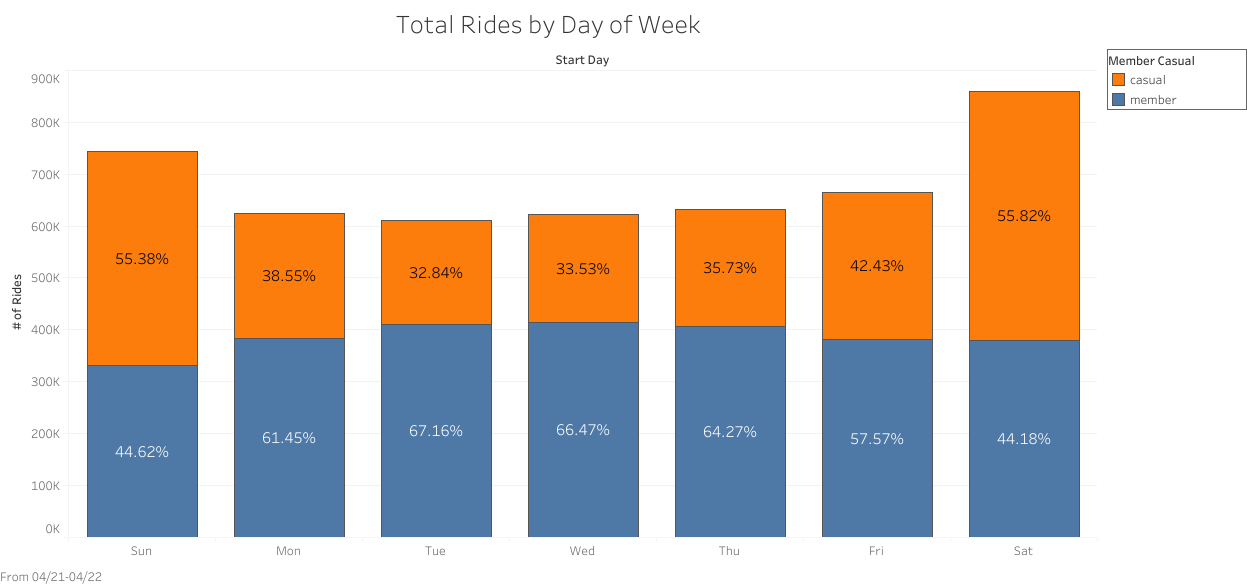 Total Rides by Day of Week
Start Day
Member Casual
casual
member
# of Rides
900K
800K
700K
600K
500K
400K
300K
200K
100K
0K
55.38%
38.55%
32.84%
33.53%
35.73%
42.43%
55.82%
44.62%
61.45%
67.16%
66.47%
64.27%
57.57%
44.18%
Sun
Mon
Tue
Wed
Thu
Fri
Sat
From 04/21-04/22